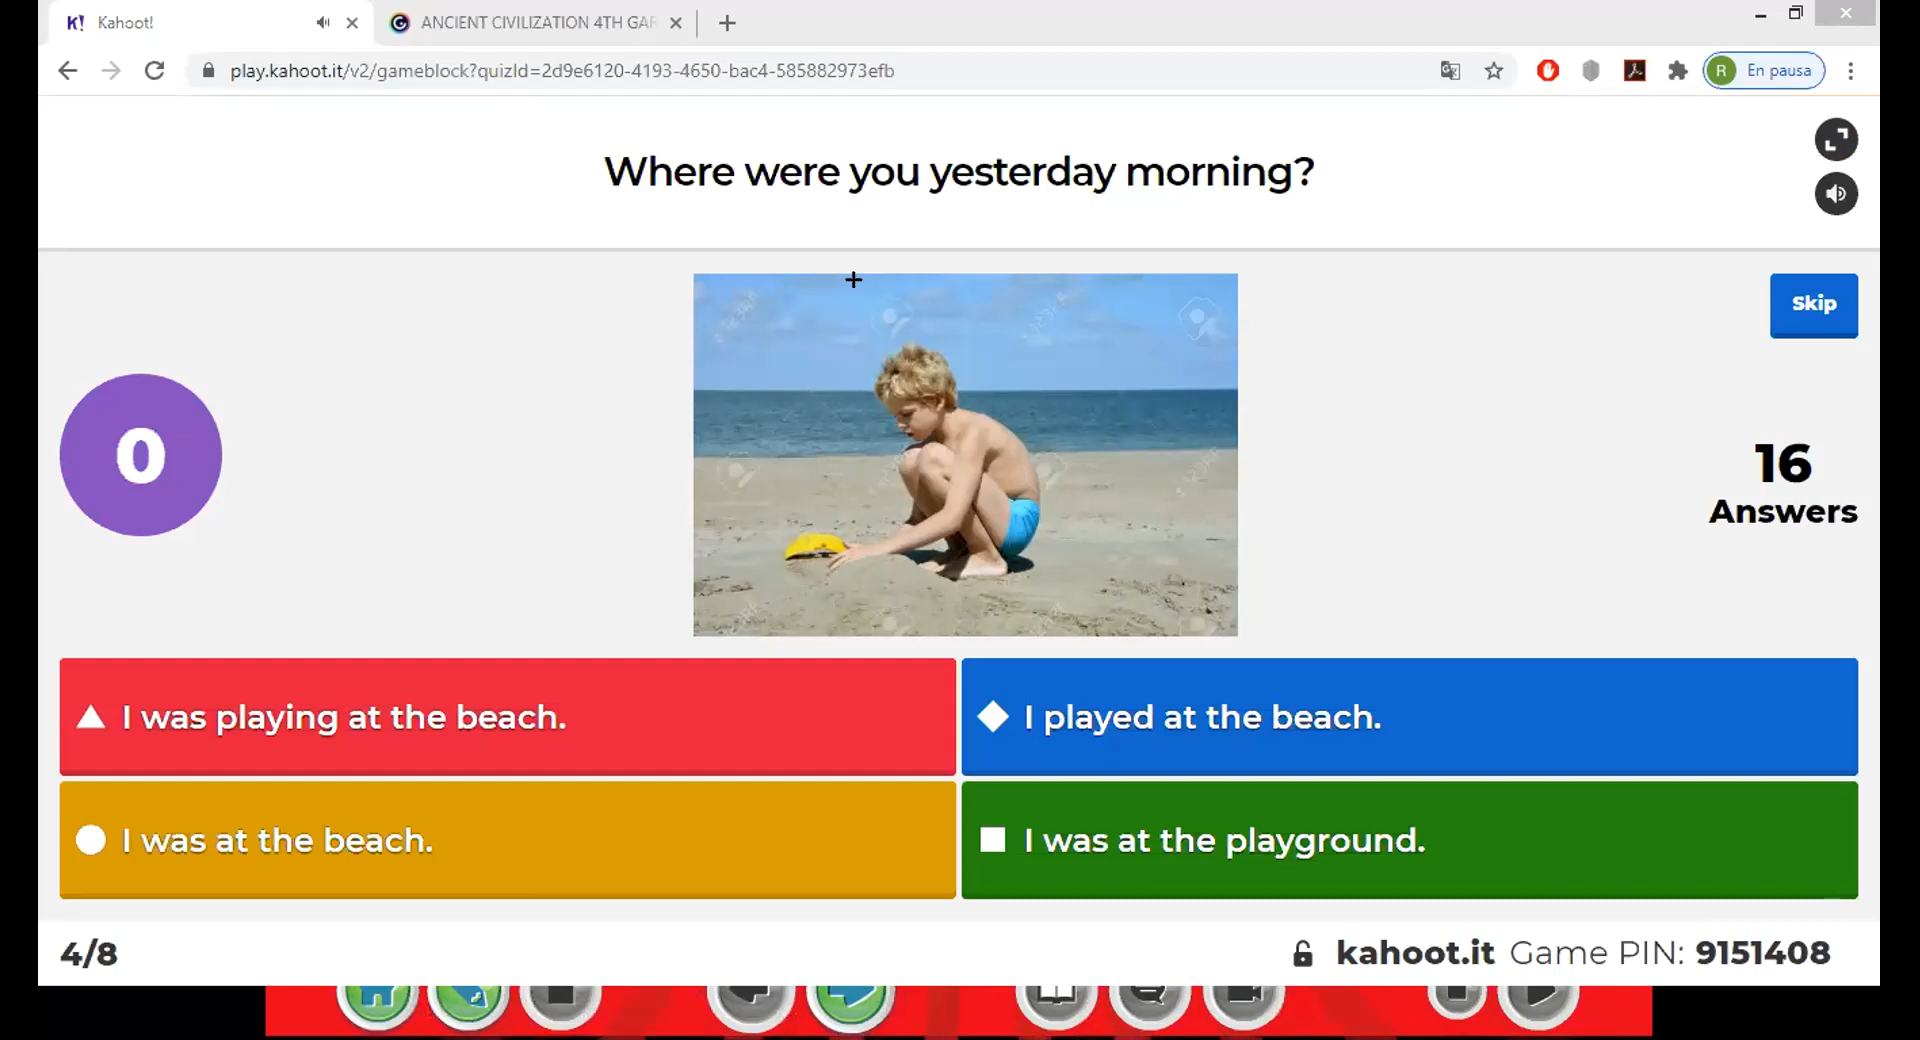 K! Kahoot!
ANCIENT CIVILIZATION 4TH GAR
play.kahoot.it/v2/gameblock?quizId=2d9e6120-4193-4650-bac4-585882973efb
R En pausa
Where were you yesterday morning?
Skip
0
16
Answers
123RF
I was playing at the beach.
I played at the beach.
I was at the beach.
I was at the playground.
4/8
kahoot.it Game PIN: 9151408